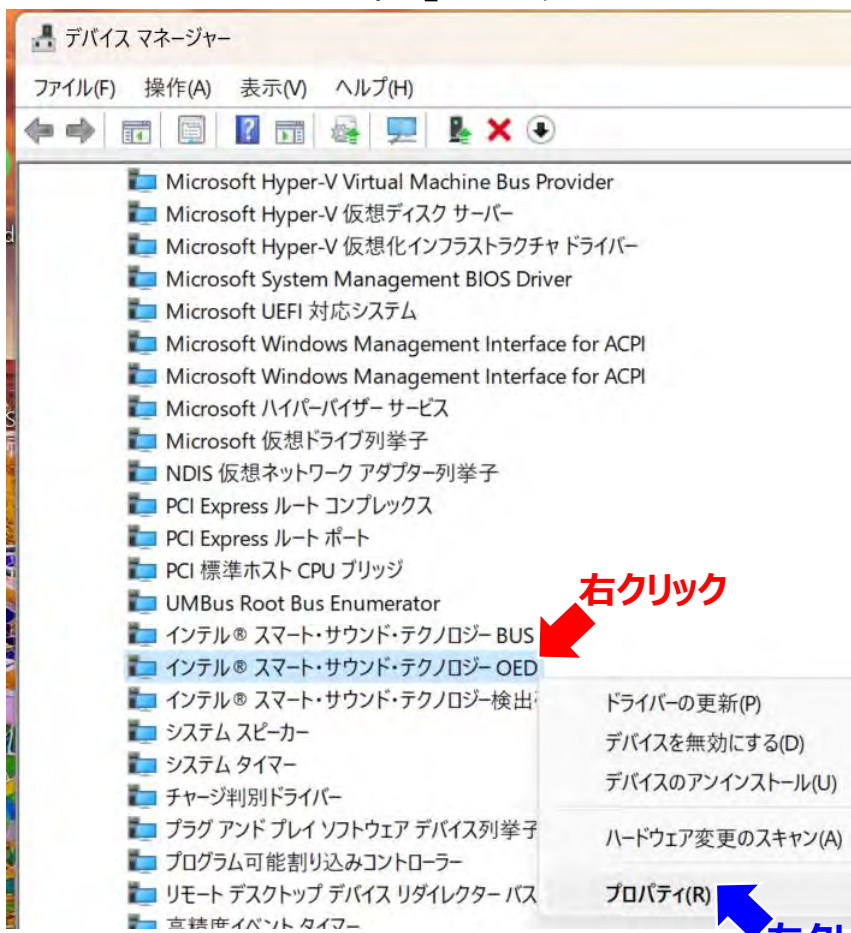 デバイス マネージャー
ファイル(F) 操作(A) 表示(V) ヘルプ(H)
Microsoft Hyper-V Virtual Machine Bus Provider
Microsoft Hyper-V 仮想ディスク サーバー
Microsoft Hyper-V 仮想化インフラストラクチャ ドライバー
Microsoft System Management BIOS Driver
Microsoft UEFI 対応システム
Microsoft Windows Management Interface for ACPI
Microsoft Windows Management Interface for ACPI
Microsoft ハイパーバイザー サービス
Microsoft 仮想ドライブ列挙子
NDIS 仮想ネットワーク アダプター列挙子
PCI Express ルート コンプレックス
PCI Express ルート ポート
PCI 標準ホスト CPU ブリッジ
右クリック
UMBus Root Bus Enumerator
インテル® スマート・サウンド・テクノロジー BUS
インテル® スマート・サウンド・テクノロジー OED
インテル® スマート・サウンド・テクノロジー検出
ドライバーの更新(P)
システム スピーカー
デバイスを無効にする(D)
システム タイマー
デバイスのアンインストール(U)
チャージ判別ドライバー
プラグ アンド プレイ ソフトウェア デバイス列挙子
ハードウェア変更のスキャン(A)
プログラム可能割り込みコントローラー
リモート デスクトップ デバイス リダイレクター バス
プロパティ(R)
高精度イベント タイマー